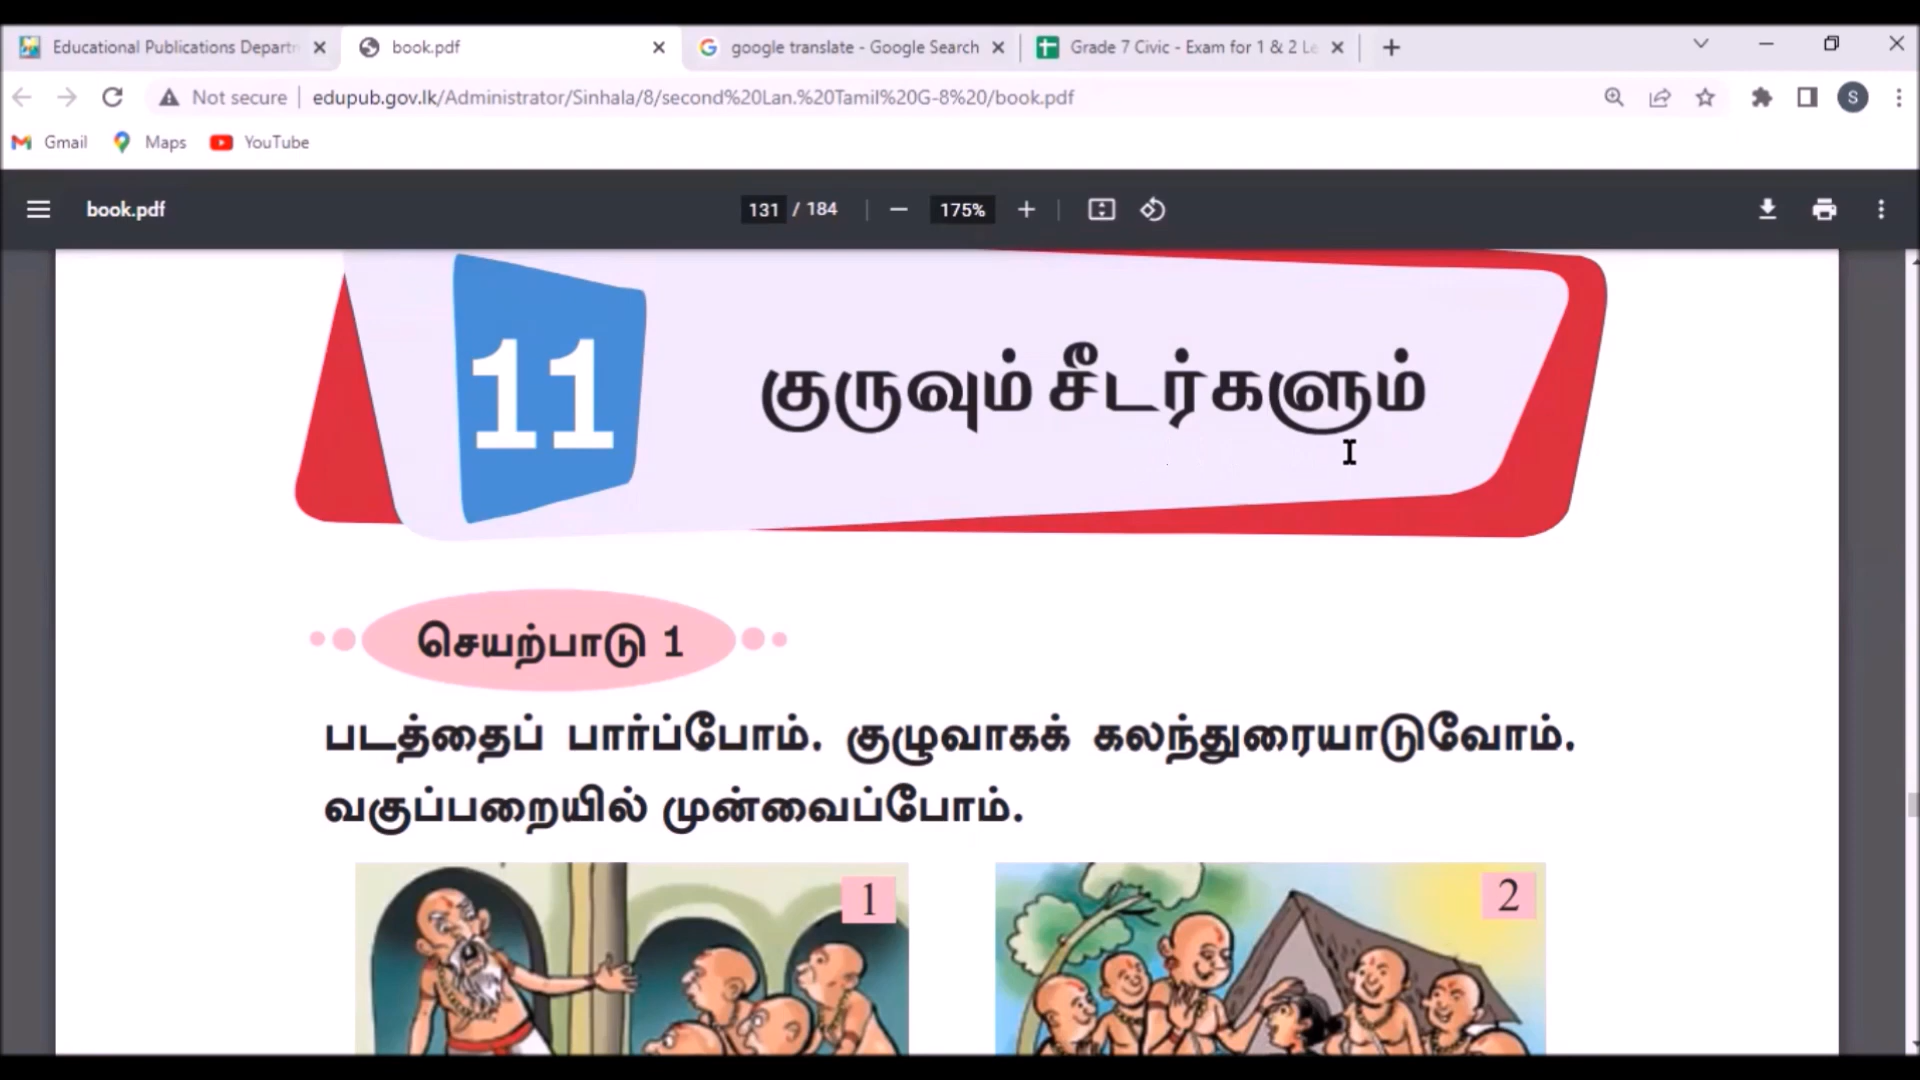 Educational Publications Departn
book.pdf
google translate - Google Search
Grade 7 Civic - Exam for 1 & 2 Le
Not secure
edupub.gov.lk/Administrator/Sinhala/8/second%20Lan.%20Tamil%20G-8%20/book.pdf
S
Gmail
Maps
YouTube
book.pdf
131 / 184
175%
11
குருவும் சீடர்களும்
செயற்பாடு 1
படத்தைப் பார்ப்போம். குழுவாகக் கலந்துரையாடுவோம்.
வகுப்பறையில் முன்வைப்போம்.
1
2